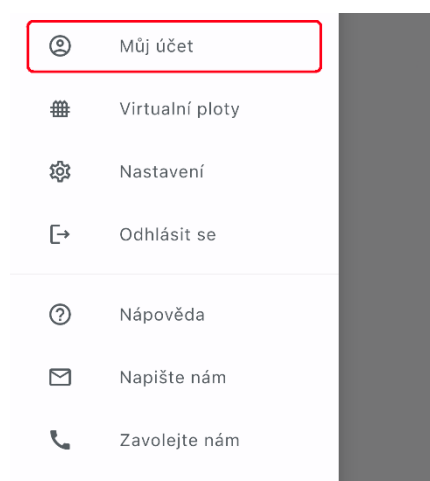 Můj účet
Virtualní ploty
Nastavení
Odhlásit se
Nápověda
Napište nám
Zavolejte nám